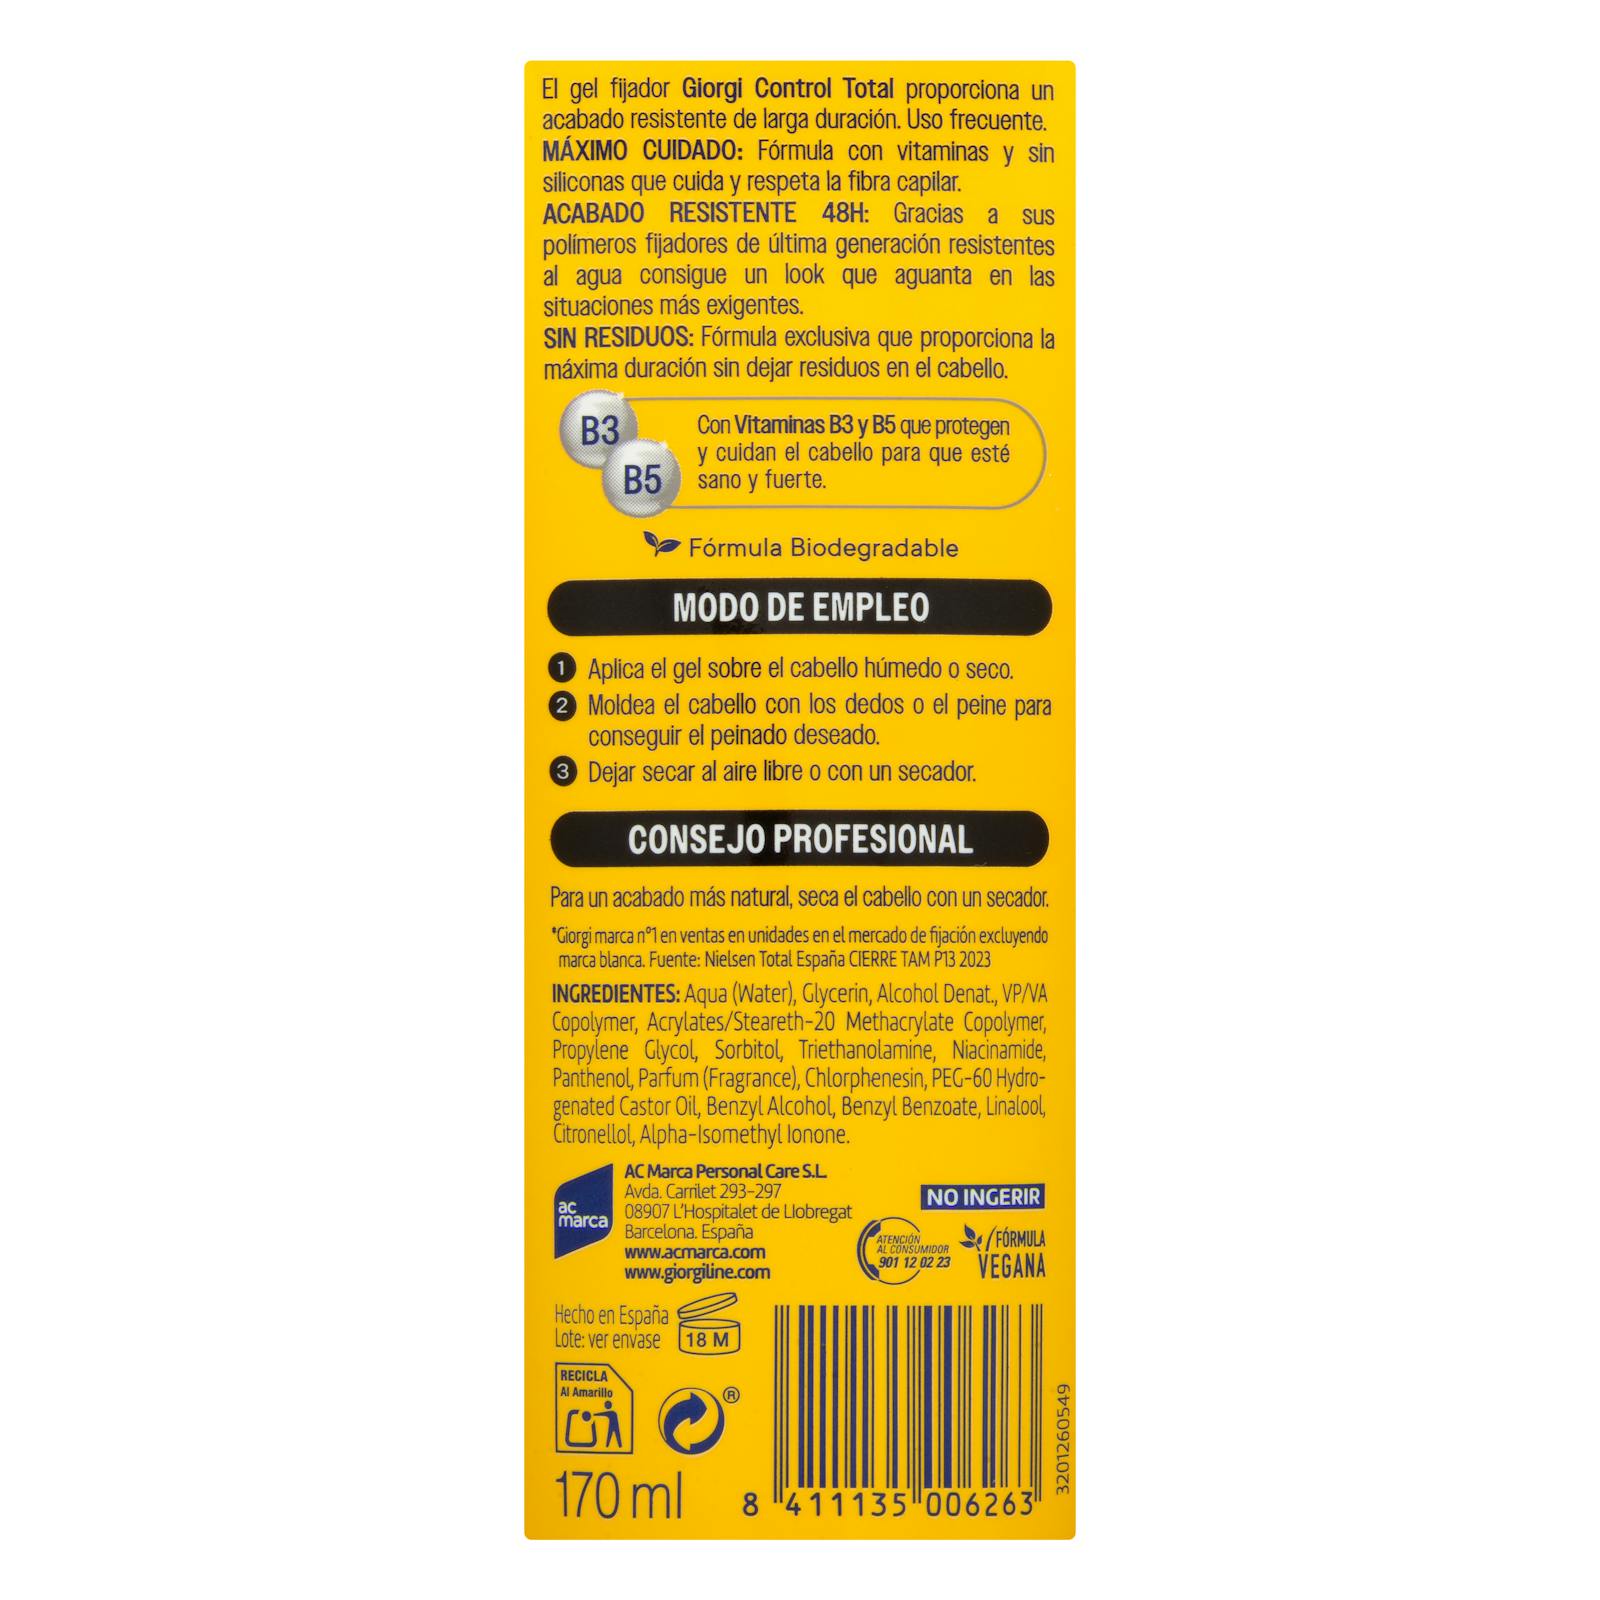 El gel fijador Giorgi Control Total proporciona un
acabado resistente de larga duración. Uso frecuente.
MÁXIMO CUIDADO: Fórmula con vitaminas y sin
siliconas que cuida y respeta la fibra capilar.
ACABADO RESISTENTE 48H: Gracias a sus
polímeros fijadores de última generación resistentes
al agua consigue un look que aguanta en las
situaciones más exigentes.
SIN RESIDUOS: Fórmula exclusiva que proporciona la
máxima duración sin dejar residuos en el cabello.
B3
B5
Con Vitaminas B3 y B5 que protegen
y cuidan el cabello para que esté
sano y fuerte.
Fórmula Biodegradable
MODO DE EMPLEO
1 Aplica el gel sobre el cabello húmedo o seco.
2 Moldea el cabello con los dedos o el peine para
conseguir el peinado deseado.
3 Dejar secar al aire libre o con un secador.
CONSEJO PROFESIONAL
Para un acabado más natural, seca el cabello con un secador.
*Giorgi marca nº1 en ventas en unidades en el mercado de fijación excluyendo
marca blanca. Fuente: Nielsen Total España CIERRE TAM P13 2023
INGREDIENTES: Aqua (Water), Glycerin, Alcohol Denat., VP/VA
Copolymer, Acrylates/Steareth-20 Methacrylate Copolymer,
Propylene Glycol, Sorbitol, Triethanolamine, Niacinamide,
Panthenol, Parfum (Fragrance), Chlorphenesin, PEG-60 Hydro-
genated Castor Oil, Benzyl Alcohol, Benzyl Benzoate, Linalool,
Citronellol, Alpha-Isomethyl Ionone.
ac
marca
AC Marca Personal Care S.L.
Avda. Carrilet 293-297
08907 L'Hospitalet de Llobregat
Barcelona. España
www.acmarca.com
www.giorgiline.com
NO INGERIR
ATENCIÓN
AL CONSUMIDOR
901 12 02 23
FÓRMULA
VEGANA
Hecho en España
Lote: ver envase
18 M
RECICLA
Al Amarillo
®
170 ml
8 411135 006263
3201260549